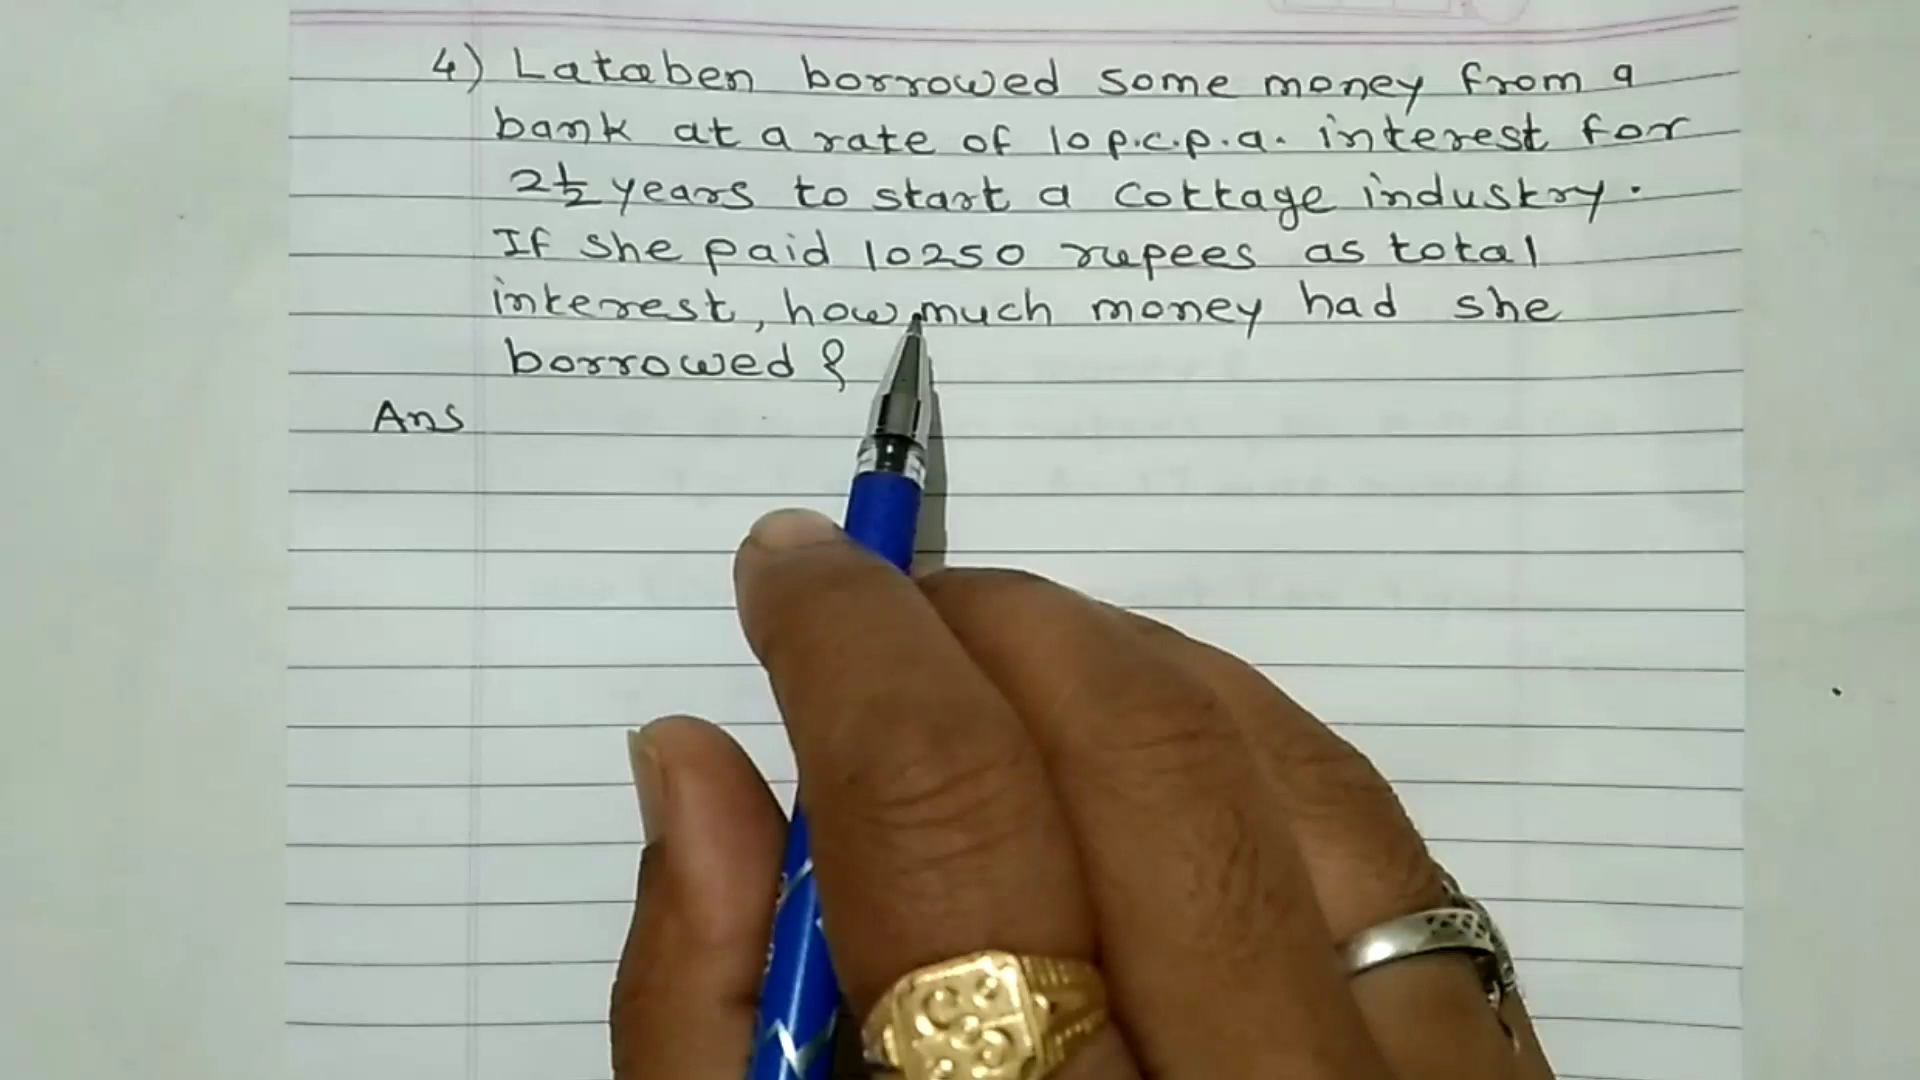 4) Lataben borrowed some money from a
bank at a rate of 10 p.c.p.a. interest for
2½ years to start a cottage industry.
If she paid 10250 rupees as total
interest, how much money had she
borrowed ?
Ans